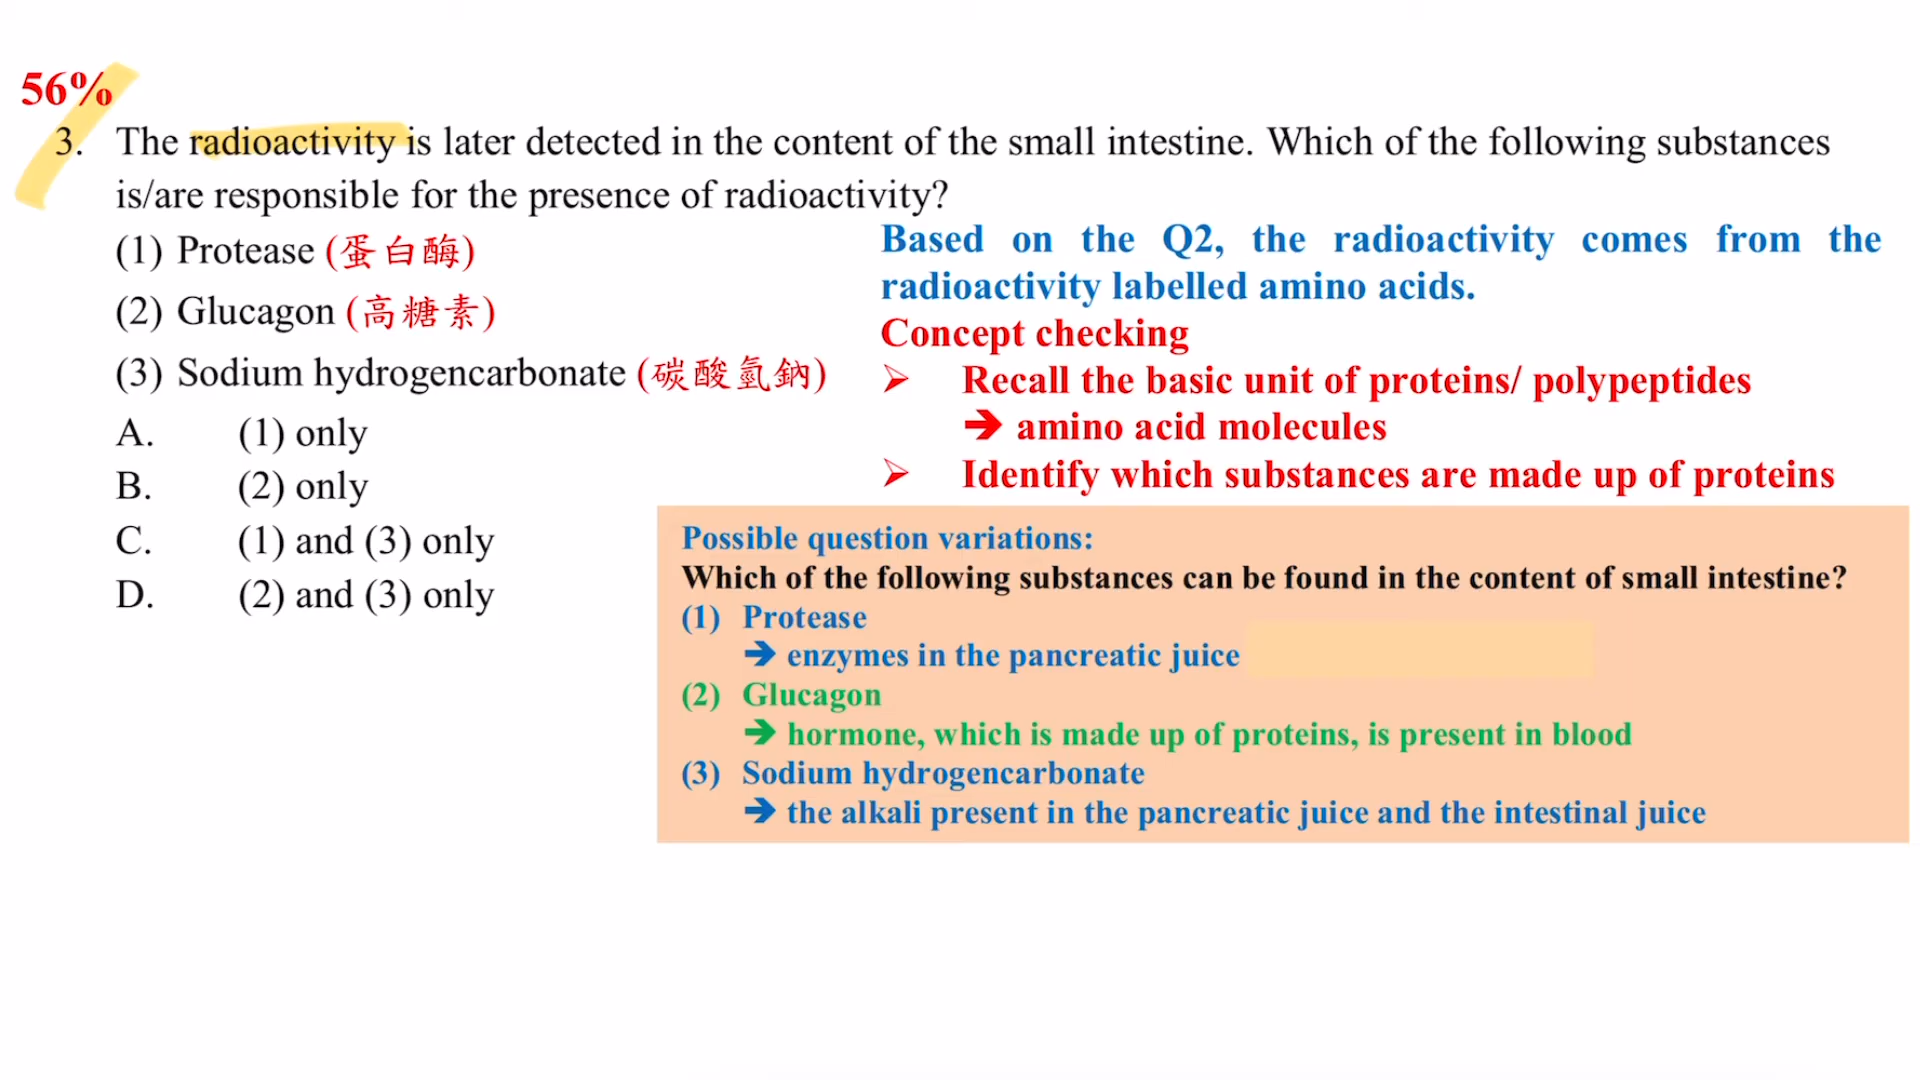 56%
3. The radioactivity is later detected in the content of the small intestine. Which of the following substances
is/are responsible for the presence of radioactivity?
(1) Protease (蛋白酶)
(2) Glucagon (高糖素)
(3) Sodium hydrogencarbonate (碳酸氫鈉)
A. (1) only
B. (2) only
C. (1) and (3) only
D. (2) and (3) only
Based on the Q2, the radioactivity comes from the
radioactivity labelled amino acids.
Concept checking
➢ Recall the basic unit of proteins/ polypeptides
➔ amino acid molecules
➢ Identify which substances are made up of proteins
Possible question variations:
Which of the following substances can be found in the content of small intestine?
(1) Protease
➔ enzymes in the pancreatic juice
(2) Glucagon
➔ hormone, which is made up of proteins, is present in blood
(3) Sodium hydrogencarbonate
➔ the alkali present in the pancreatic juice and the intestinal juice